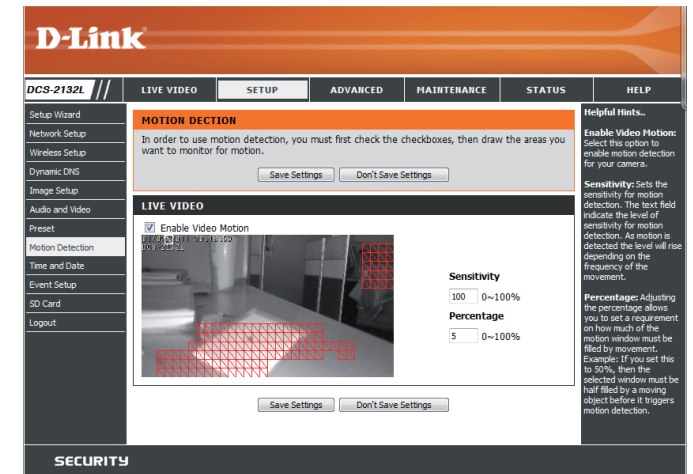 D-Link
DCS-2132L //
LIVE VIDEO
SETUP
ADVANCED
MAINTENANCE
STATUS
HELP
Setup Wizard
Network Setup
Wireless Setup
Dynamic DNS
Image Setup
Audio and Video
Preset
Motion Detection
Time and Date
Event Setup
SD Card
Logout
MOTION DECTION
In order to use motion detection, you must first check the checkboxes, then draw the areas you
want to monitor for motion.
Save Settings
Don't Save Settings
LIVE VIDEO
Enable Video Motion
DCS-2132L
Sensitivity
100 0~100%
Percentage
5 0~100%
Save Settings
Don't Save Settings
Helpful Hints..
Enable Video Motion:
Select this option to
enable motion detection
for your camera.
Sensitivity: Sets the
sensitivity for motion
detection. The text field
indicate the level of
sensitivity for motion
detection. As motion is
detected the level will rise
depending on the
frequency of the
movement.
Percentage: Adjusting
the percentage allows
you to set a requirement
on how much of the
motion window must be
filled by movement.
Example: If you set this
to 50%, then the
selected window must be
half filled by a moving
object before it triggers
motion detection.
SECURITY